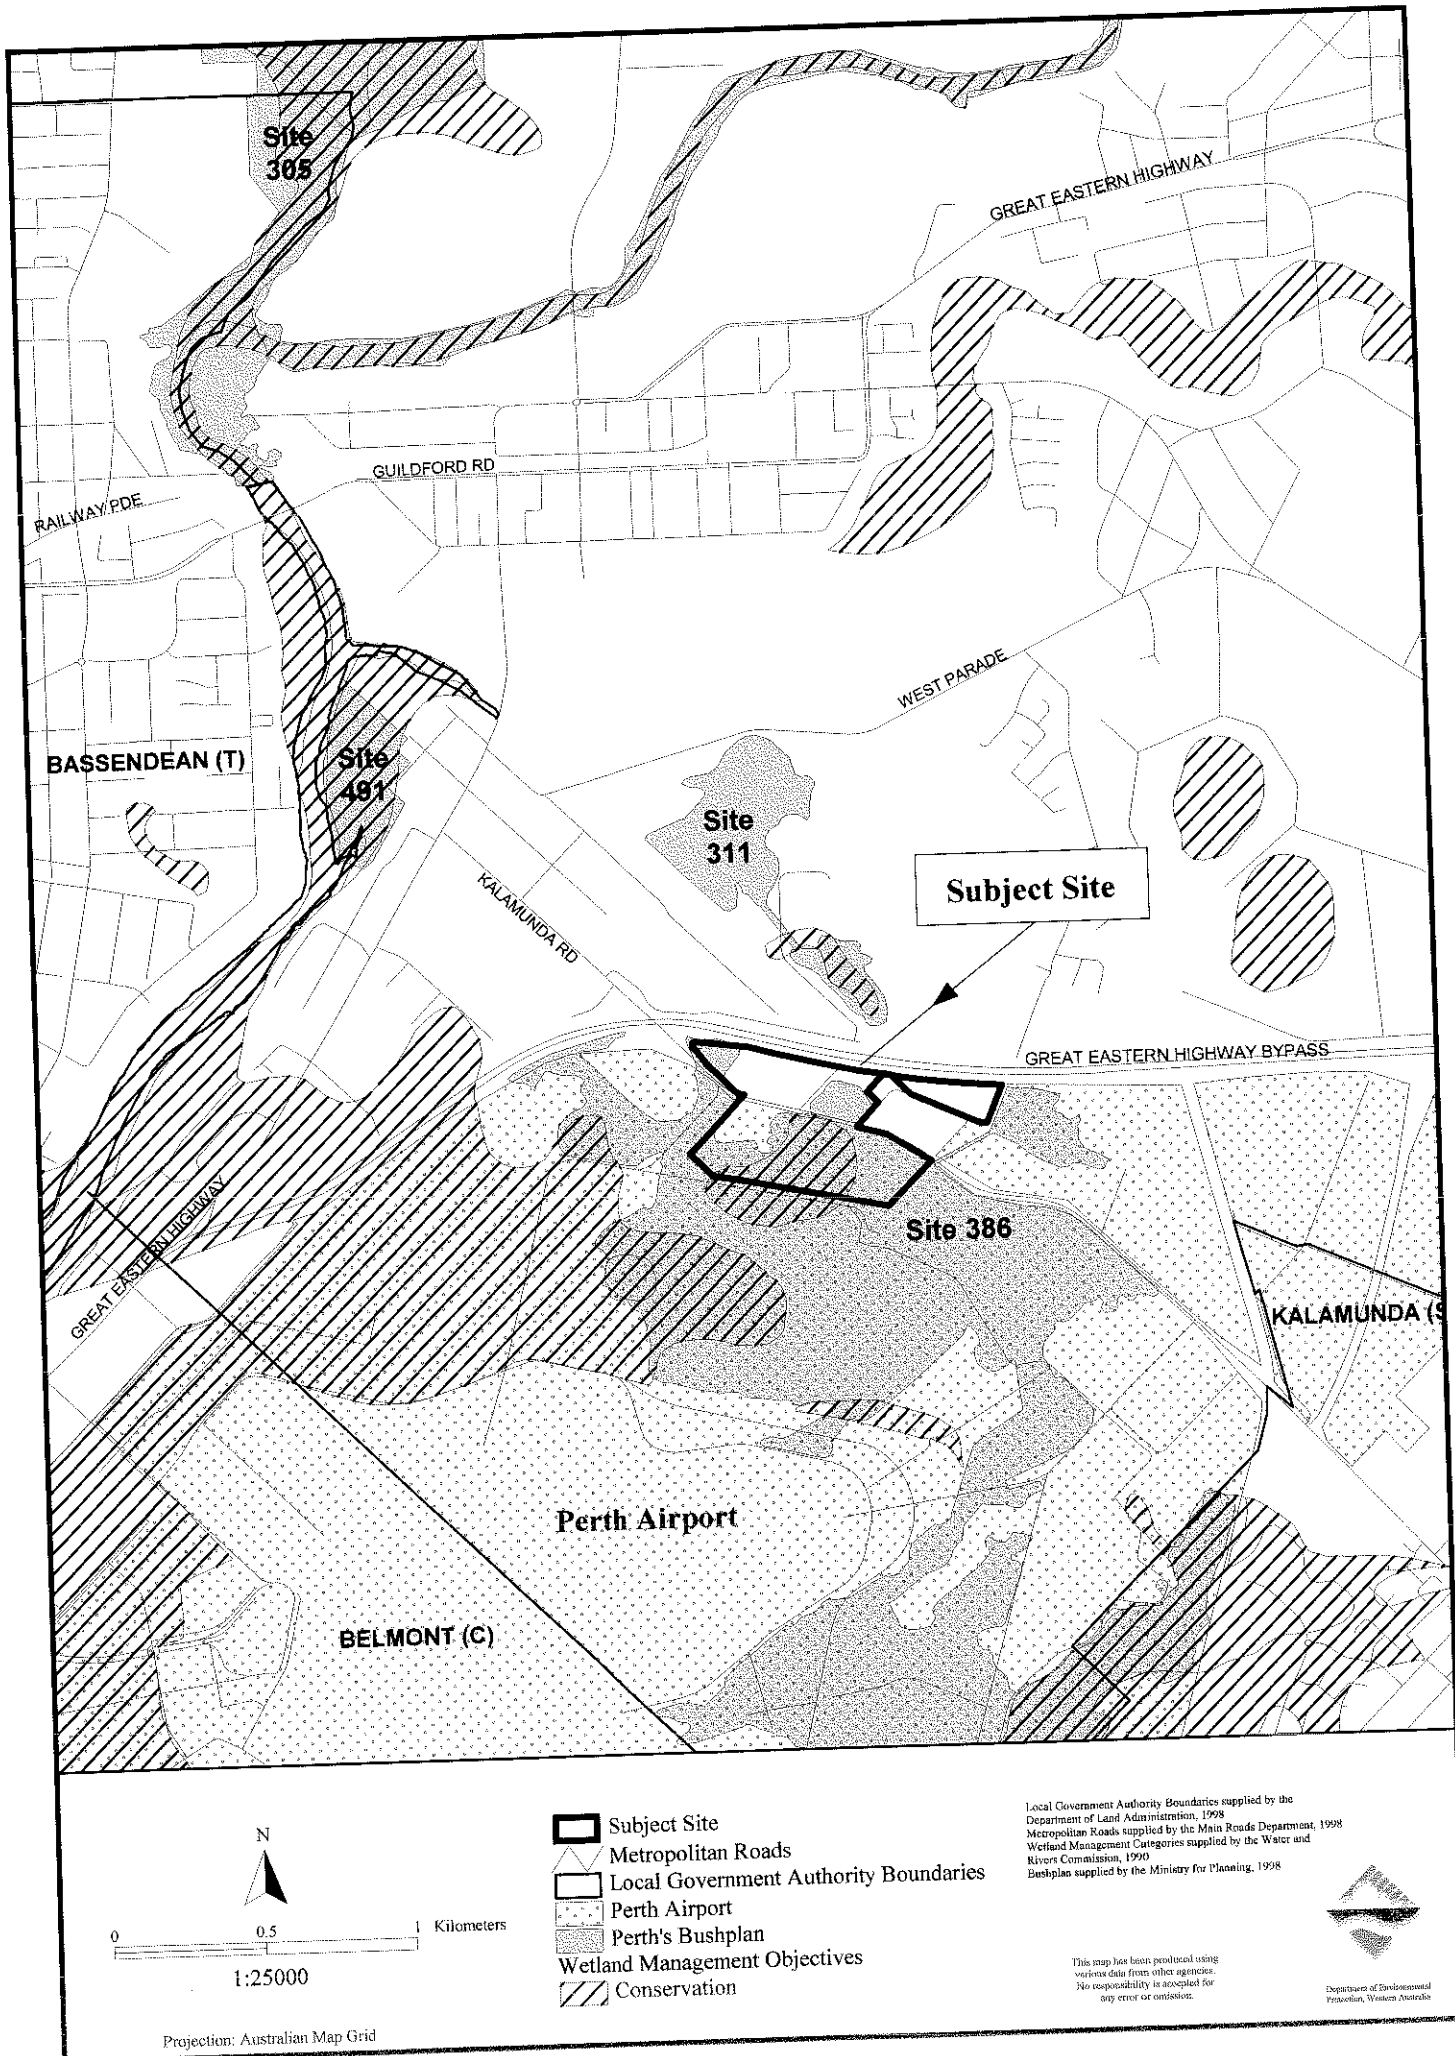 Site
305
GREAT EASTERN HIGHWAY
GUILDFORD RD
RAILWAY PDE
WEST PARADE
BASSENDEAN (T)
Site
491
Site
311
Subject Site
KALAMUNDA RD
GREAT EASTERN HIGHWAY BYPASS
GREAT EASTERN HIGHWAY
Site 386
KALAMUNDA (S
Perth Airport
BELMONT (C)
N
0 0.5 1 Kilometers
1:25000
Projection: Australian Map Grid
Subject Site
Metropolitan Roads
Local Government Authority Boundaries
Perth Airport
Perth's Bushplan
Wetland Management Objectives
Conservation
Local Government Authority Boundaries supplied by the
Department of Land Administration, 1998
Metropolitan Roads supplied by the Main Roads Department, 1998
Wetland Management Categories supplied by the Water and
Rivers Commission, 1990
Bushplan supplied by the Ministry for Planning, 1998
This map has been produced using
various data from other agencies.
No responsibility is accepted for
any error or omission.
Department of Environmental
Protection, Western Australia